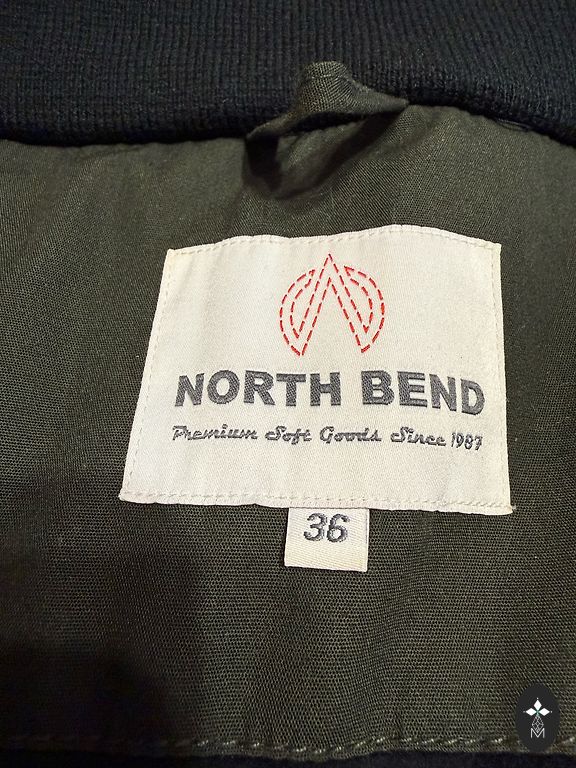 NORTH BEND
Premium Soft Goods Since 1987
36
M